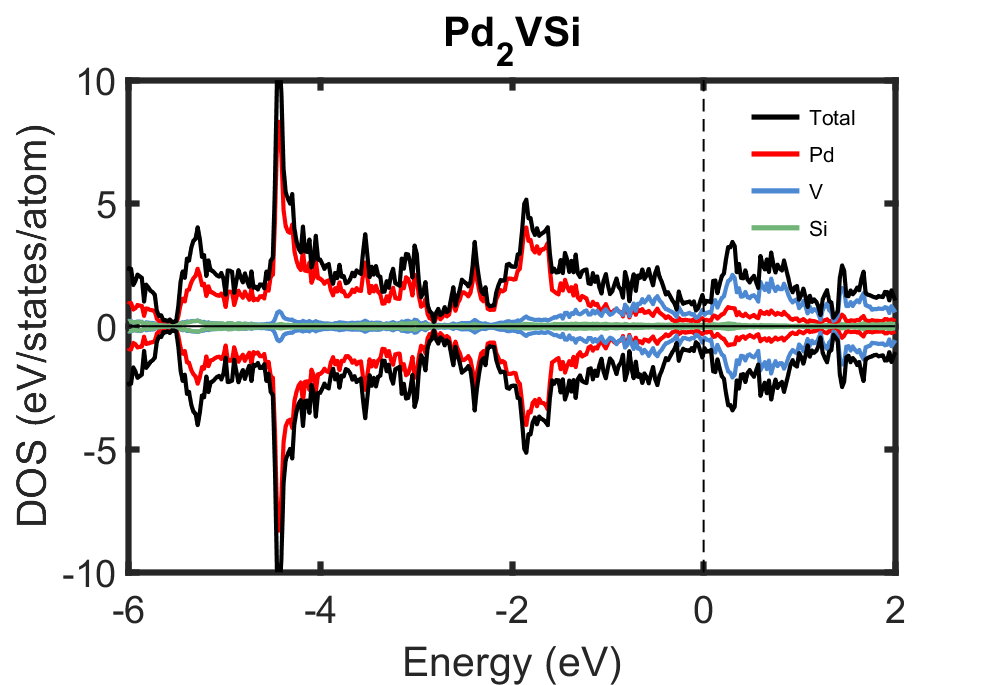 Pd₂VSi
DOS (eV/states/atom)
10
5
0
-5
-10
Total
Pd
V
Si
-6
-4
-2
0
2
Energy (eV)